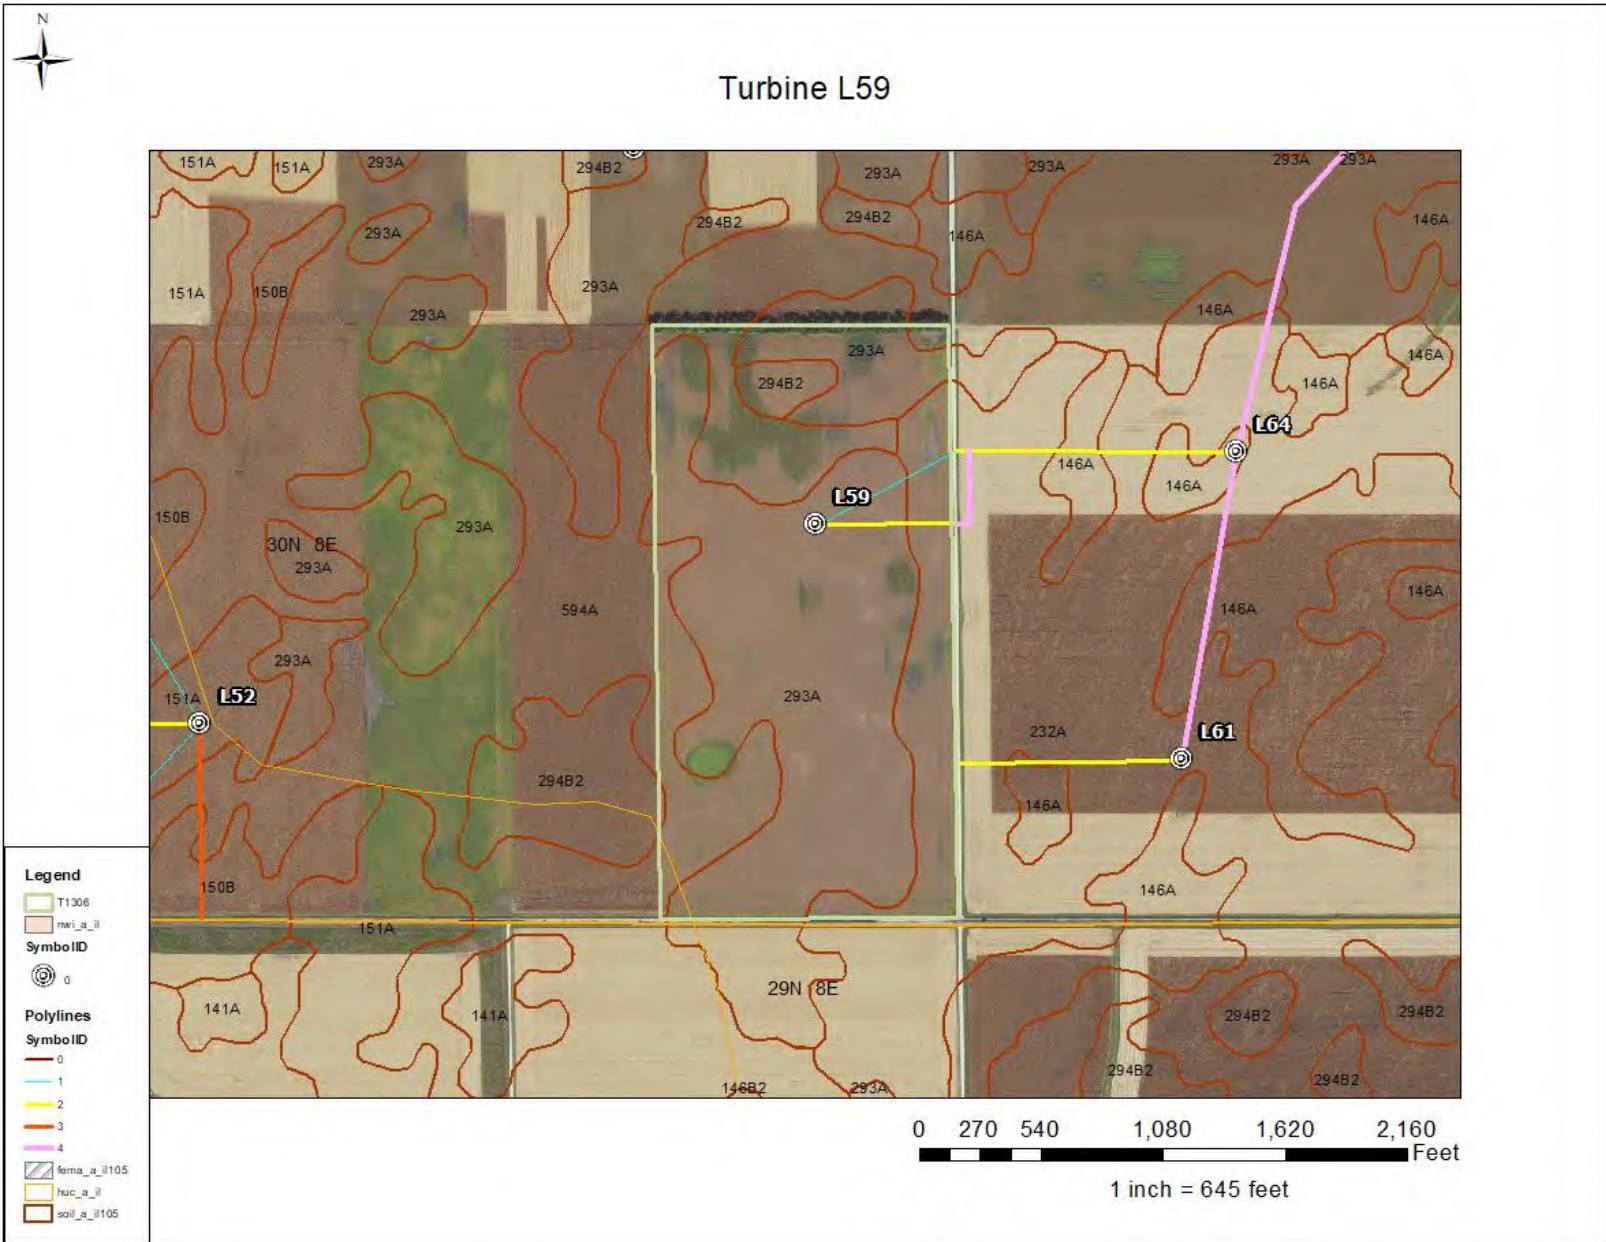 N
Turbine L59
151A
151A
293A
294B2
293A
293A
293A
293A
294B2
294B2
146A
146A
293A
151A
150B
293A
293A
146A
293A
293A
146A
146A
294B2
L64
146A
146A
150B
293A
L59
30N 8E
293A
594A
146A
146A
293A
151A
L52
293A
232A
L61
294B2
146A
150B
146A
151A
141A
141A
29N 8E
294B2
294B2
146B2
293A
294B2
294B2
Legend
T1306
nwi_a_il
SymbolID
0
Polylines
SymbolID
0
1
2
3
4
fema_a_il105
huc_a_il
soil_a_il105
0 270 540 1,080 1,620 2,160
Feet
1 inch = 645 feet